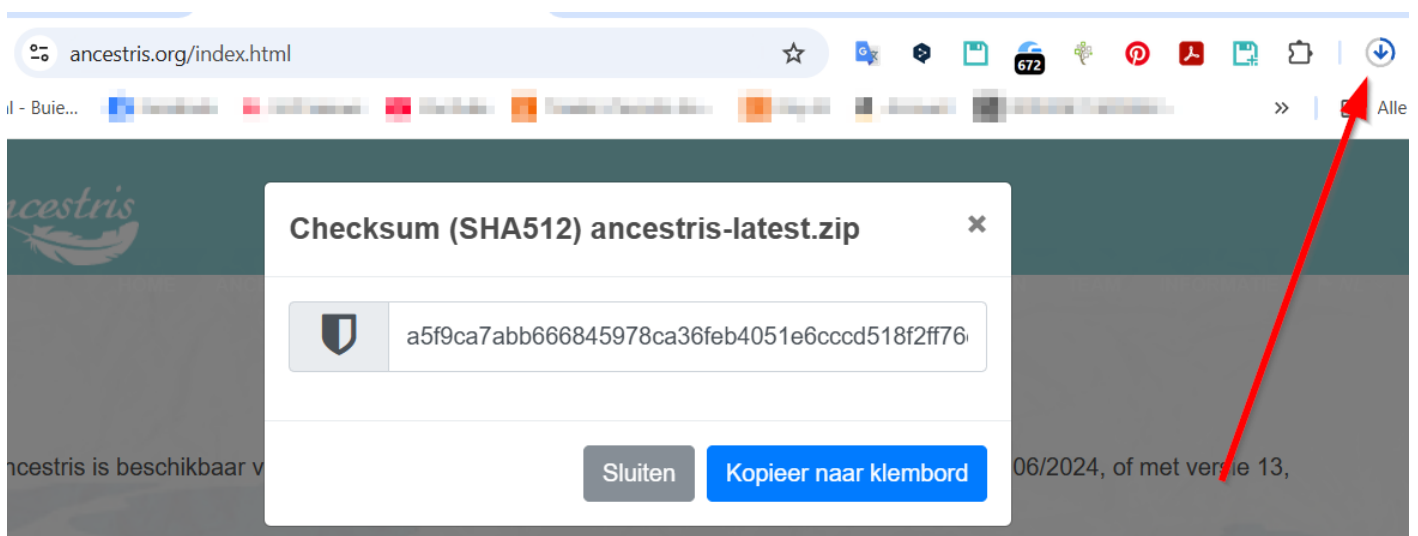 ancestris.org/index.html
672
l - Buie...
» Alle
ncestris
Checksum (SHA512) ancestris-latest.zip ×
a5f9ca7abb666845978ca36feb4051e6cccd518f2ff76
ncestris is beschikbaar v
06/2024, of met versie 13,
Sluiten Kopieer naar klembord